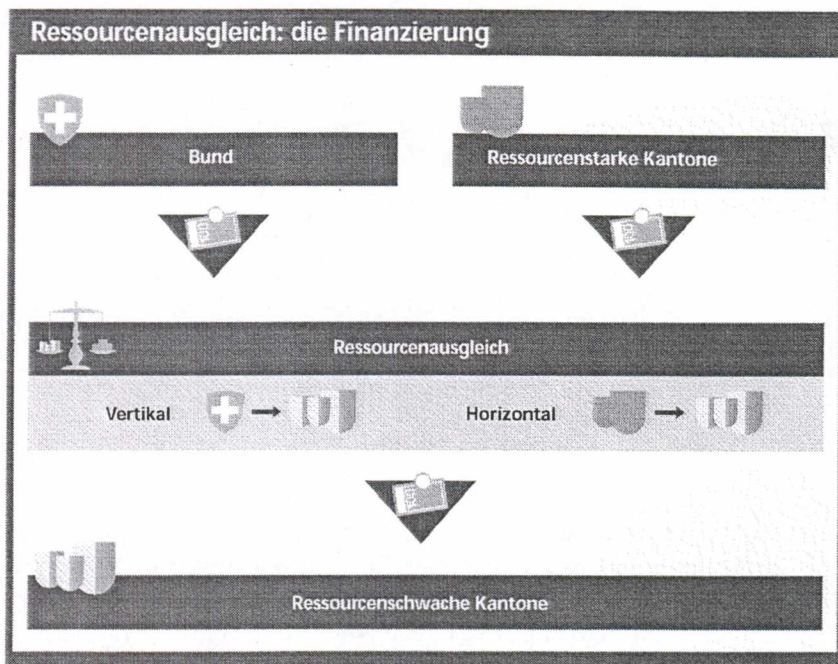 Ressourcenausgleich: die Finanzierung
Bund
Ressourcenstarke Kantone
Ressourcenausgleich
Vertikal
Horizontal
Ressourcenschwache Kantone